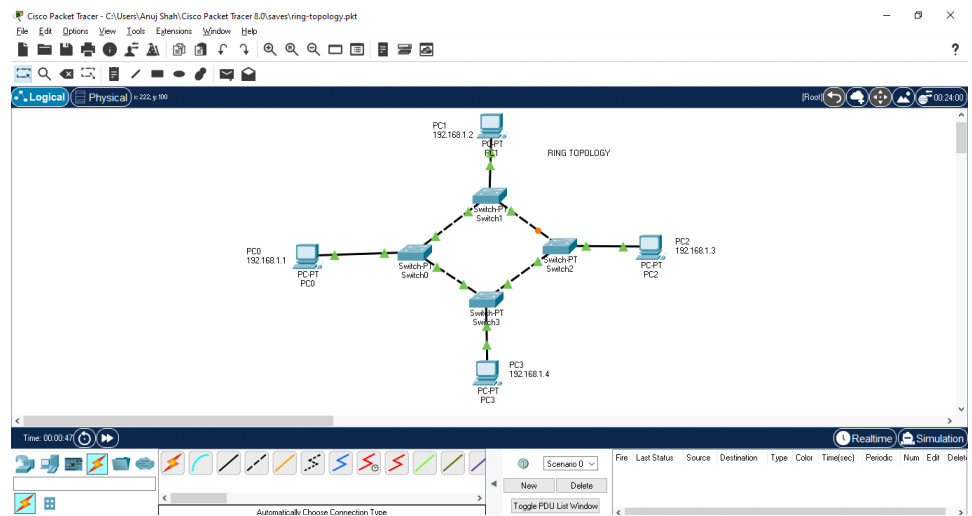 Cisco Packet Tracer - C:\Users\Anuj Shah\Cisco Packet Tracer 8.0\saves\ring-topology.pkt
File Edit Options View Tools Extensions Window Help
?
Logical Physical x: 222, y: 100 [Root] 00:24:00
PC1
192.168.1.2
PC-PT
PC1
RING TOPOLOGY
Switch-PT
Switch1
PC0
192.168.1.1
PC-PT
PC0
Switch-PT
Switch0
Switch-PT
Switch2
PC2
192.168.1.3
PC-PT
PC2
Switch-PT
Switch3
PC3
192.168.1.4
PC-PT
PC3
Time: 00:00:47 Realtime Simulation
Scenario 0
New Delete
Toggle PDU List Window
Fire Last Status Source Destination Type Color Time(sec) Periodic Num Edit Delet
Automatically Choose Connection Type